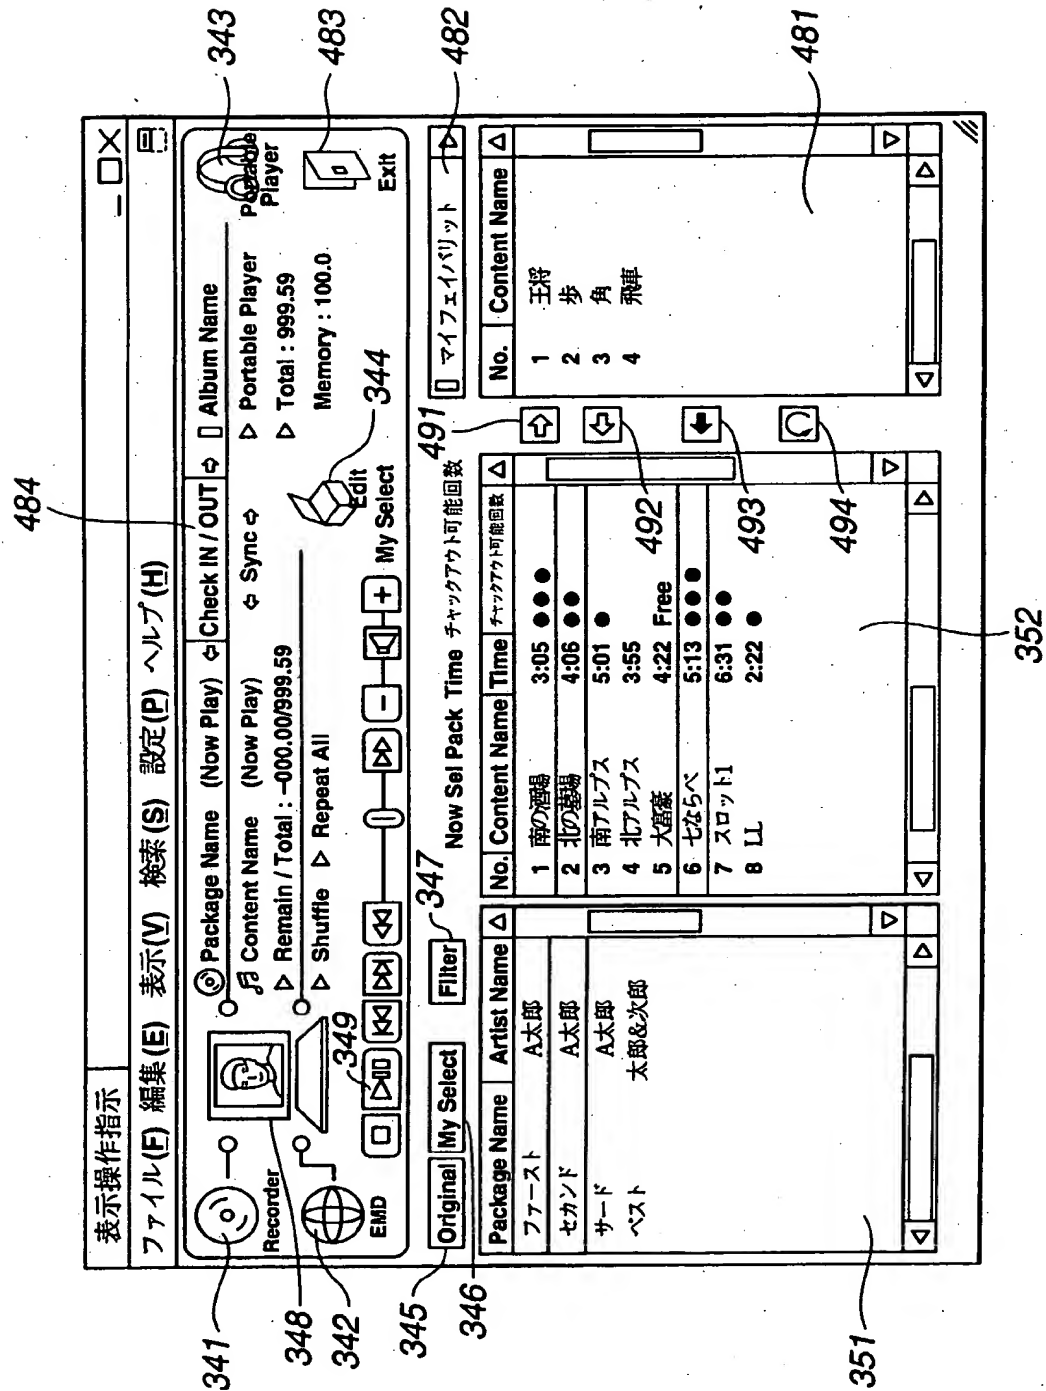 484
表示操作指示
ファイル(F) 編集(E) 表示(V) 検索(S) 設定(P) ヘルプ(H)
341
Recorder
348
342
EMD
Package Name (Now Play)
Content Name (Now Play)
Remain / Total : -000.00/999.59
Shuffle ▷ Repeat All
349
Check IN / OUT
Sync
Album Name
Portable Player
Total : 999.59
Memory : 100.0
344
Edit
My Select
343
Portable Player
483
Exit
345
Original
My Select
346
Filter
347
Now Sel Pack Time チャックアウト可能回数
491
マイフェイバリット
482
Package Name Artist Name
ファースト A太郎
セカンド A太郎
サード A太郎
ベスト 太郎&次郎
351
No. Content Name Time チャックアウト可能回数
1 南の酒場 3:05 ●●●
2 北の墓場 4:06 ●●
3 南アルプス 5:01 ●
4 北アルプス 3:55
5 大富豪 4:22 Free
6 七ならべ 5:13 ●●●
7 スロット1 6:31 ●●
8 LL 2:22 ●
352
492
493
494
No. Content Name
1 王将
2 歩
3 角
4 飛車
481